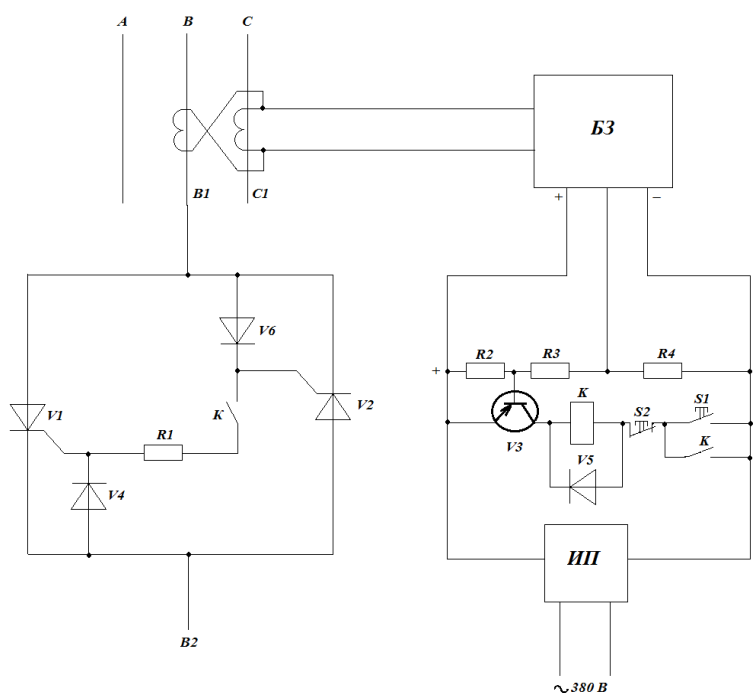 A B C
БЗ
B1 C1
+ –
V6
R2 R3 R4
+
V1 K V2
K S2 S1
R1
V3 K
V4 V5
ИП
B2
~ 380 В